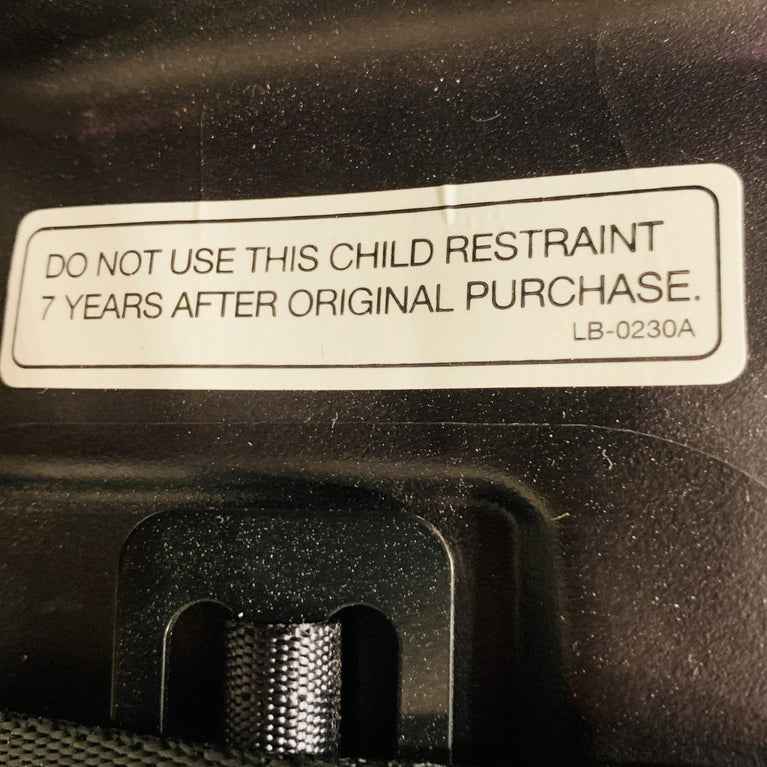 DO NOT USE THIS CHILD RESTRAINT
7 YEARS AFTER ORIGINAL PURCHASE.
LB-0230A